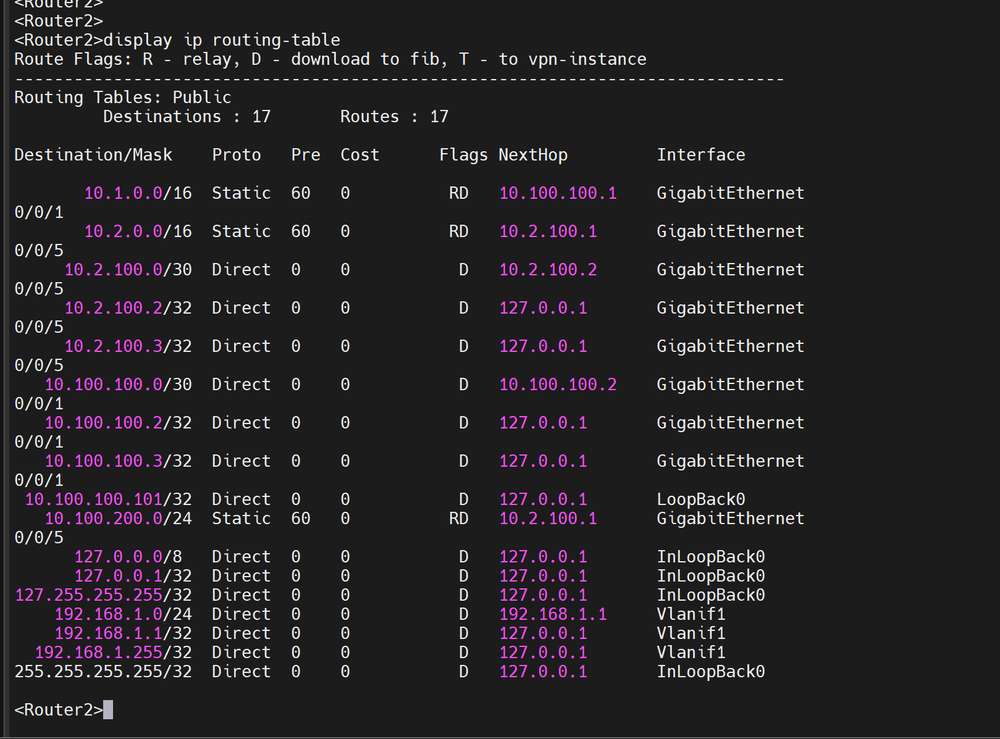 <Router2>
<Router2>
<Router2>display ip routing-table
Route Flags: R - relay, D - download to fib, T - to vpn-instance
------------------------------------------------------------------------------
Routing Tables: Public
         Destinations : 17       Routes : 17

Destination/Mask    Proto   Pre  Cost      Flags NextHop         Interface

       10.1.0.0/16  Static  60   0          RD   10.100.100.1    GigabitEthernet
0/0/1
       10.2.0.0/16  Static  60   0          RD   10.2.100.1      GigabitEthernet
0/0/5
     10.2.100.0/30  Direct  0    0           D   10.2.100.2      GigabitEthernet
0/0/5
     10.2.100.2/32  Direct  0    0           D   127.0.0.1       GigabitEthernet
0/0/5
     10.2.100.3/32  Direct  0    0           D   127.0.0.1       GigabitEthernet
0/0/5
   10.100.100.0/30  Direct  0    0           D   10.100.100.2    GigabitEthernet
0/0/1
   10.100.100.2/32  Direct  0    0           D   127.0.0.1       GigabitEthernet
0/0/1
   10.100.100.3/32  Direct  0    0           D   127.0.0.1       GigabitEthernet
0/0/1
 10.100.100.101/32  Direct  0    0           D   127.0.0.1       LoopBack0
   10.100.200.0/24  Static  60   0          RD   10.2.100.1      GigabitEthernet
0/0/5
      127.0.0.0/8   Direct  0    0           D   127.0.0.1       InLoopBack0
      127.0.0.1/32  Direct  0    0           D   127.0.0.1       InLoopBack0
127.255.255.255/32  Direct  0    0           D   127.0.0.1       InLoopBack0
    192.168.1.0/24  Direct  0    0           D   192.168.1.1     Vlanif1
    192.168.1.1/32  Direct  0    0           D   127.0.0.1       Vlanif1
  192.168.1.255/32  Direct  0    0           D   127.0.0.1       Vlanif1
255.255.255.255/32  Direct  0    0           D   127.0.0.1       InLoopBack0

<Router2>